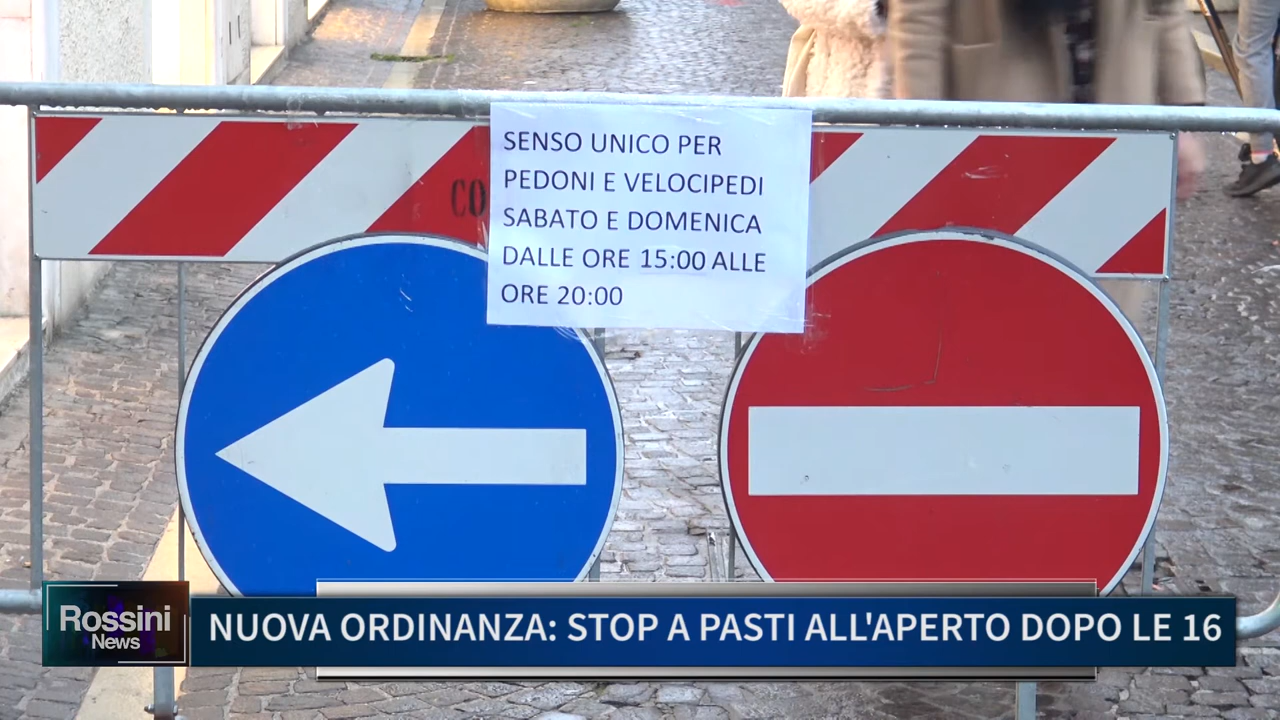 SENSO UNICO PER
PEDONI E VELOCIPEDI
SABATO E DOMENICA
DALLE ORE 15:00 ALLE
ORE 20:00
CO
Rossini
News
NUOVA ORDINANZA: STOP A PASTI ALL'APERTO DOPO LE 16